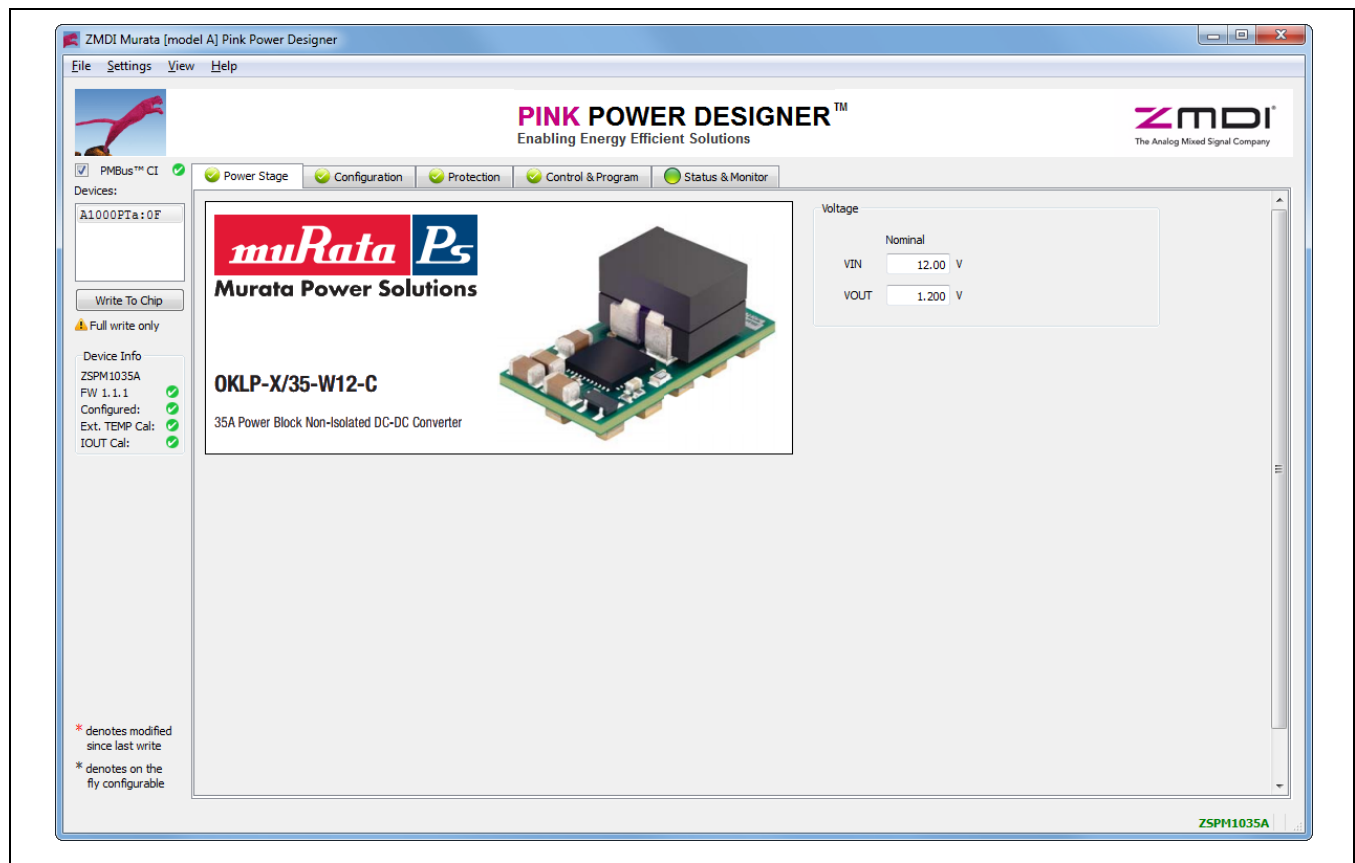 ZMDI Murata [model A] Pink Power Designer
File Settings View Help
PINK POWER DESIGNER™
Enabling Energy Efficient Solutions
ZMDI®
The Analog Mixed Signal Company
PMBus™ CI
Devices:
A1000PTa:0F
Write To Chip
Full write only
Device Info
ZSPM1035A
FW 1.1.1
Configured:
Ext. TEMP Cal:
IOUT Cal:
* denotes modified
since last write
* denotes on the
fly configurable
Power Stage Configuration Protection Control & Program Status & Monitor
muRata Ps
Murata Power Solutions
OKLP-X/35-W12-C
35A Power Block Non-Isolated DC-DC Converter
Voltage
Nominal
VIN 12.00 V
VOUT 1.200 V
ZSPM1035A